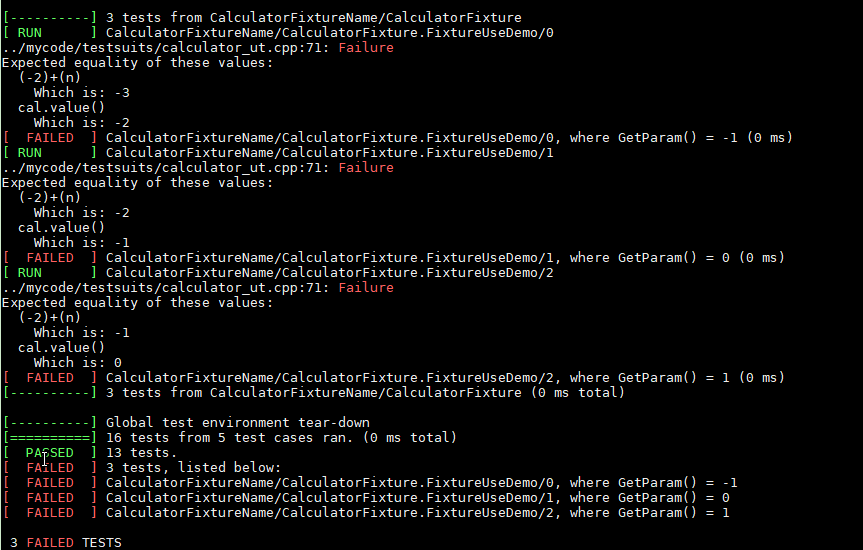 [----------] 3 tests from CalculatorFixtureName/CalculatorFixture
[ RUN      ] CalculatorFixtureName/CalculatorFixture.FixtureUseDemo/0
../mycode/testsuits/calculator_ut.cpp:71: Failure
Expected equality of these values:
  (-2)+(n)
    Which is: -3
  cal.value()
    Which is: -2
[  FAILED  ] CalculatorFixtureName/CalculatorFixture.FixtureUseDemo/0, where GetParam() = -1 (0 ms)
[ RUN      ] CalculatorFixtureName/CalculatorFixture.FixtureUseDemo/1
../mycode/testsuits/calculator_ut.cpp:71: Failure
Expected equality of these values:
  (-2)+(n)
    Which is: -2
  cal.value()
    Which is: -1
[  FAILED  ] CalculatorFixtureName/CalculatorFixture.FixtureUseDemo/1, where GetParam() = 0 (0 ms)
[ RUN      ] CalculatorFixtureName/CalculatorFixture.FixtureUseDemo/2
../mycode/testsuits/calculator_ut.cpp:71: Failure
Expected equality of these values:
  (-2)+(n)
    Which is: -1
  cal.value()
    Which is: 0
[  FAILED  ] CalculatorFixtureName/CalculatorFixture.FixtureUseDemo/2, where GetParam() = 1 (0 ms)
[----------] 3 tests from CalculatorFixtureName/CalculatorFixture (0 ms total)

[----------] Global test environment tear-down
[==========] 16 tests from 5 test cases ran. (0 ms total)
[  PASSED  ] 13 tests.
[  FAILED  ] 3 tests, listed below:
[  FAILED  ] CalculatorFixtureName/CalculatorFixture.FixtureUseDemo/0, where GetParam() = -1
[  FAILED  ] CalculatorFixtureName/CalculatorFixture.FixtureUseDemo/1, where GetParam() = 0
[  FAILED  ] CalculatorFixtureName/CalculatorFixture.FixtureUseDemo/2, where GetParam() = 1

 3 FAILED TESTS